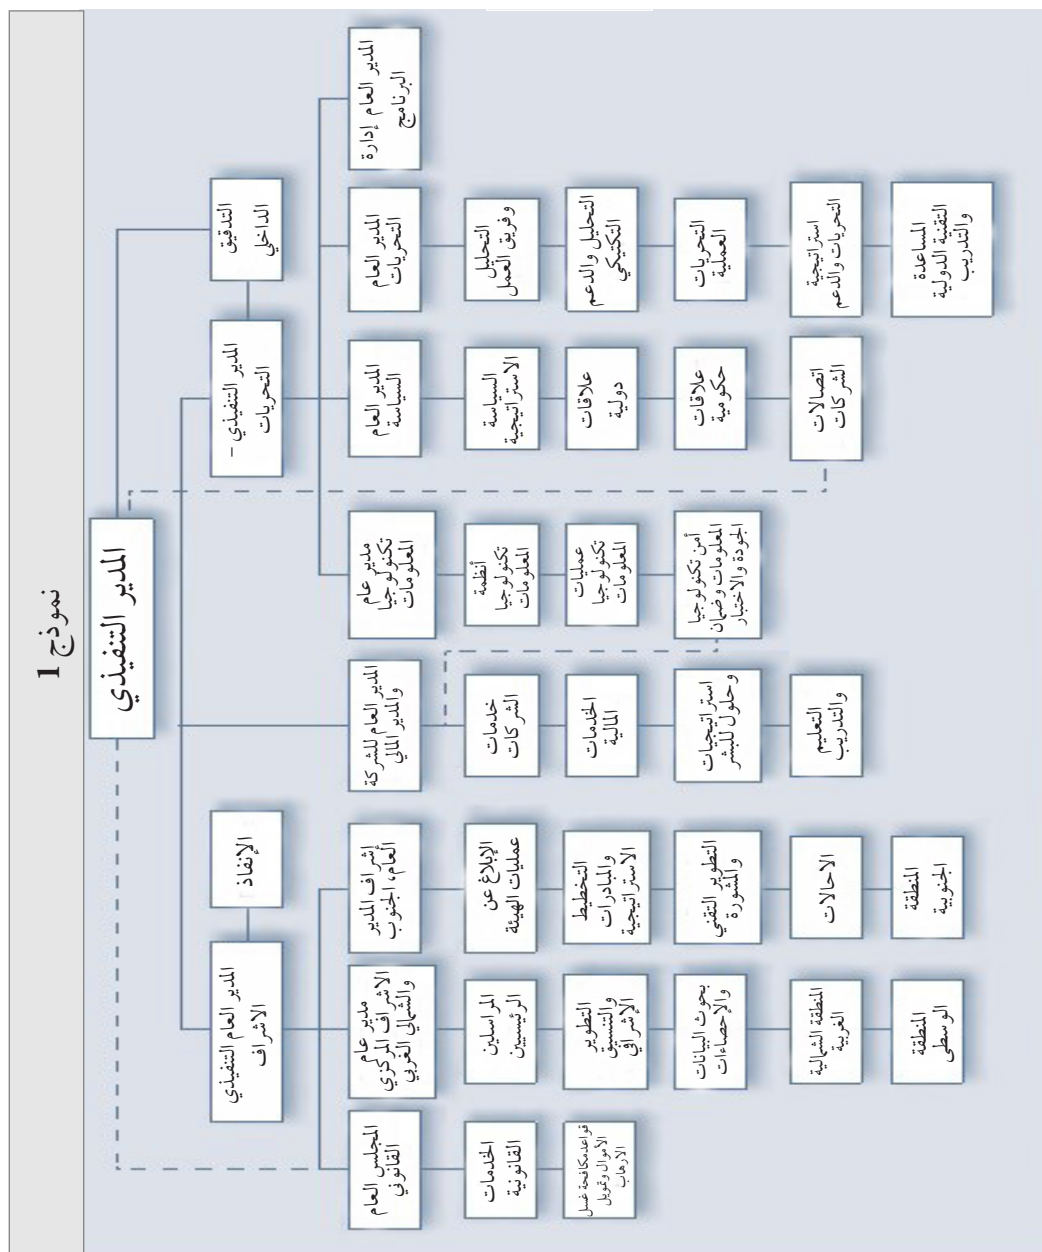 نموذج 1
المدير التنفيذي
التدقيق
الداخلي
المدير التنفيذي –
التحريات
الإنفاذ
المدير العام التنفيذي
الاشراف
المدير العام إدارة
البرنامج
المدير العام
التحريات
التحليل
وفريق العمل
التحليل والدعم
التكتيكي
التحريات
العملية
استراتيجية
التحريات والدعم
المساعدة
التقنية الدولية
والتدريب
المدير العام
السياسة
السياسة
الاستراتيجية
علاقات
دولية
علاقات
حكومية
اتصالات
الشركات
مدير عام
تكنولوجيا
المعلومات
أنظمة
تكنولوجيا
المعلومات
عمليات
تكنولوجيا
المعلومات
أمن تكنولوجيا
المعلومات وضمان
الجودة والاختبار
المدير العام للشركة
والمدير المالي
خدمات
الشركات
الخدمات
المالية
استراتيجيات
وحلول للبشر
التعليم
والتدريب
إشراف المدير
العام، الجنوب
الإبلاغ عن
عمليات الهيئة
التخطيط
والمبادرات
الاستراتيجية
التطوير التقني
والمشورة
الاحالات
المنطقة
الجنوبية
مدير عام
الاشراف المركزي
والشمالي الغربي
المراسلين
الرئيسيين
التطوير
والتنسيق
الإشرافي
بحوث البيانات
والإحصاءات
المنطقة الشمالية
الغربية
المنطقة
الوسطى
المجلس العام
القانوني
الخدمات
القانونية
قواعد مكافحة غسل
الأموال وتمويل
الارهاب